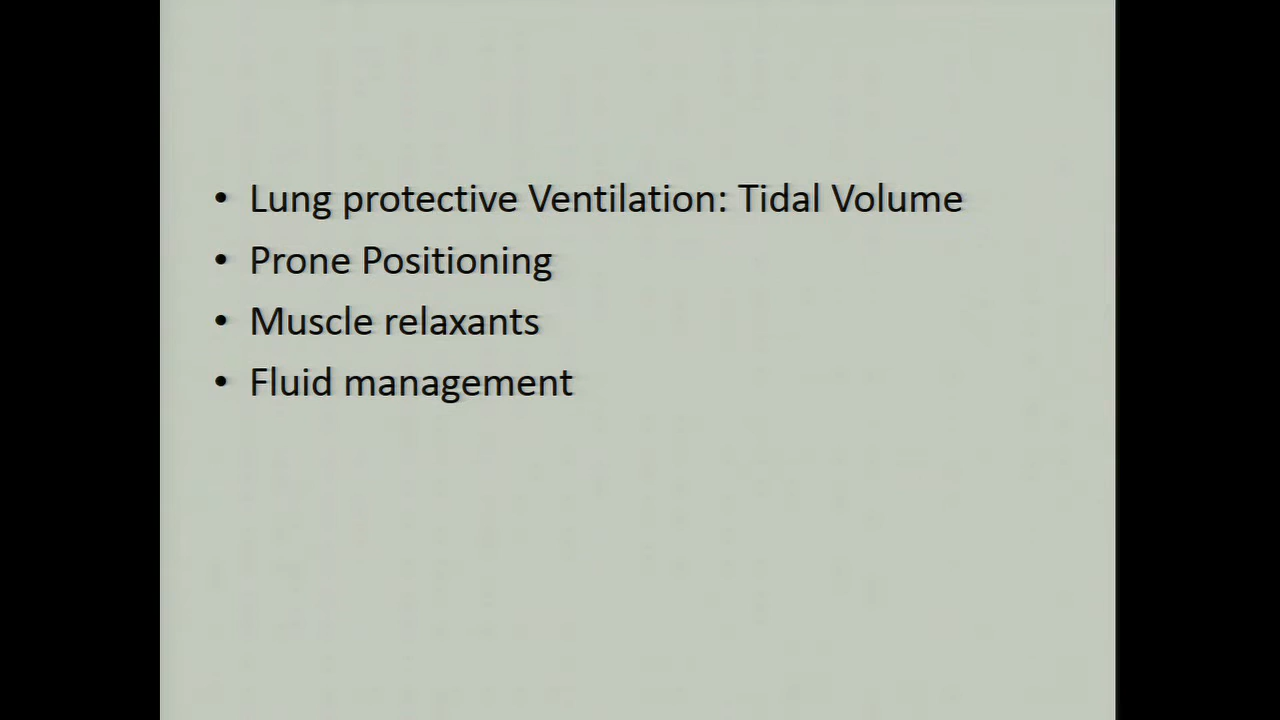 • Lung protective Ventilation: Tidal Volume
• Prone Positioning
• Muscle relaxants
• Fluid management